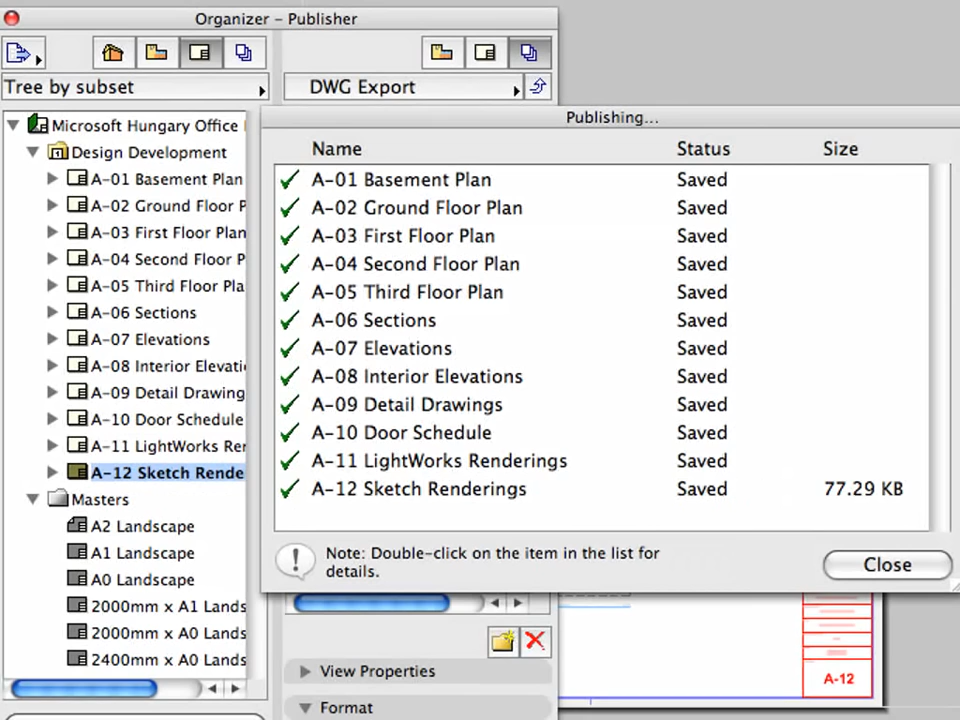 Organizer - Publisher
Tree by subset
DWG Export
Microsoft Hungary Office
Design Development
A-01 Basement Plan
A-02 Ground Floor P
A-03 First Floor Plan
A-04 Second Floor P
A-05 Third Floor Pla
A-06 Sections
A-07 Elevations
A-08 Interior Elevati
A-09 Detail Drawing
A-10 Door Schedule
A-11 LightWorks Rer
A-12 Sketch Rende
Masters
A2 Landscape
A1 Landscape
A0 Landscape
2000mm x A1 Lands
2000mm x A0 Lands
2400mm x A0 Lands
Publishing...
Name Status Size
A-01 Basement Plan Saved
A-02 Ground Floor Plan Saved
A-03 First Floor Plan Saved
A-04 Second Floor Plan Saved
A-05 Third Floor Plan Saved
A-06 Sections Saved
A-07 Elevations Saved
A-08 Interior Elevations Saved
A-09 Detail Drawings Saved
A-10 Door Schedule Saved
A-11 LightWorks Renderings Saved
A-12 Sketch Renderings Saved 77.29 KB
Note: Double-click on the item in the list for
details.
Close
View Properties
Format
A-12